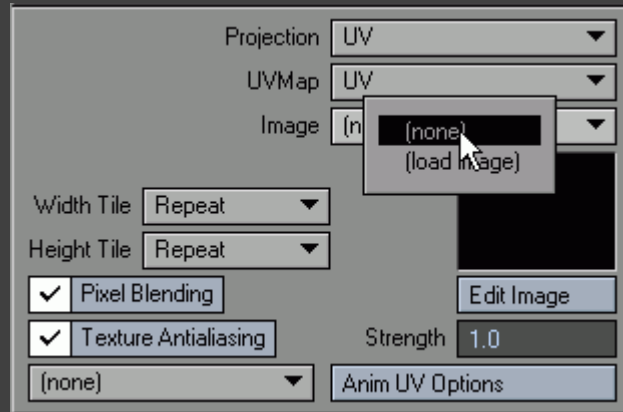 Projection UV
UVMap UV
Image (n
(none)
(load image)
Width Tile Repeat
Height Tile Repeat
Pixel Blending Edit Image
Texture Antialiasing Strength 1.0
(none) Anim UV Options